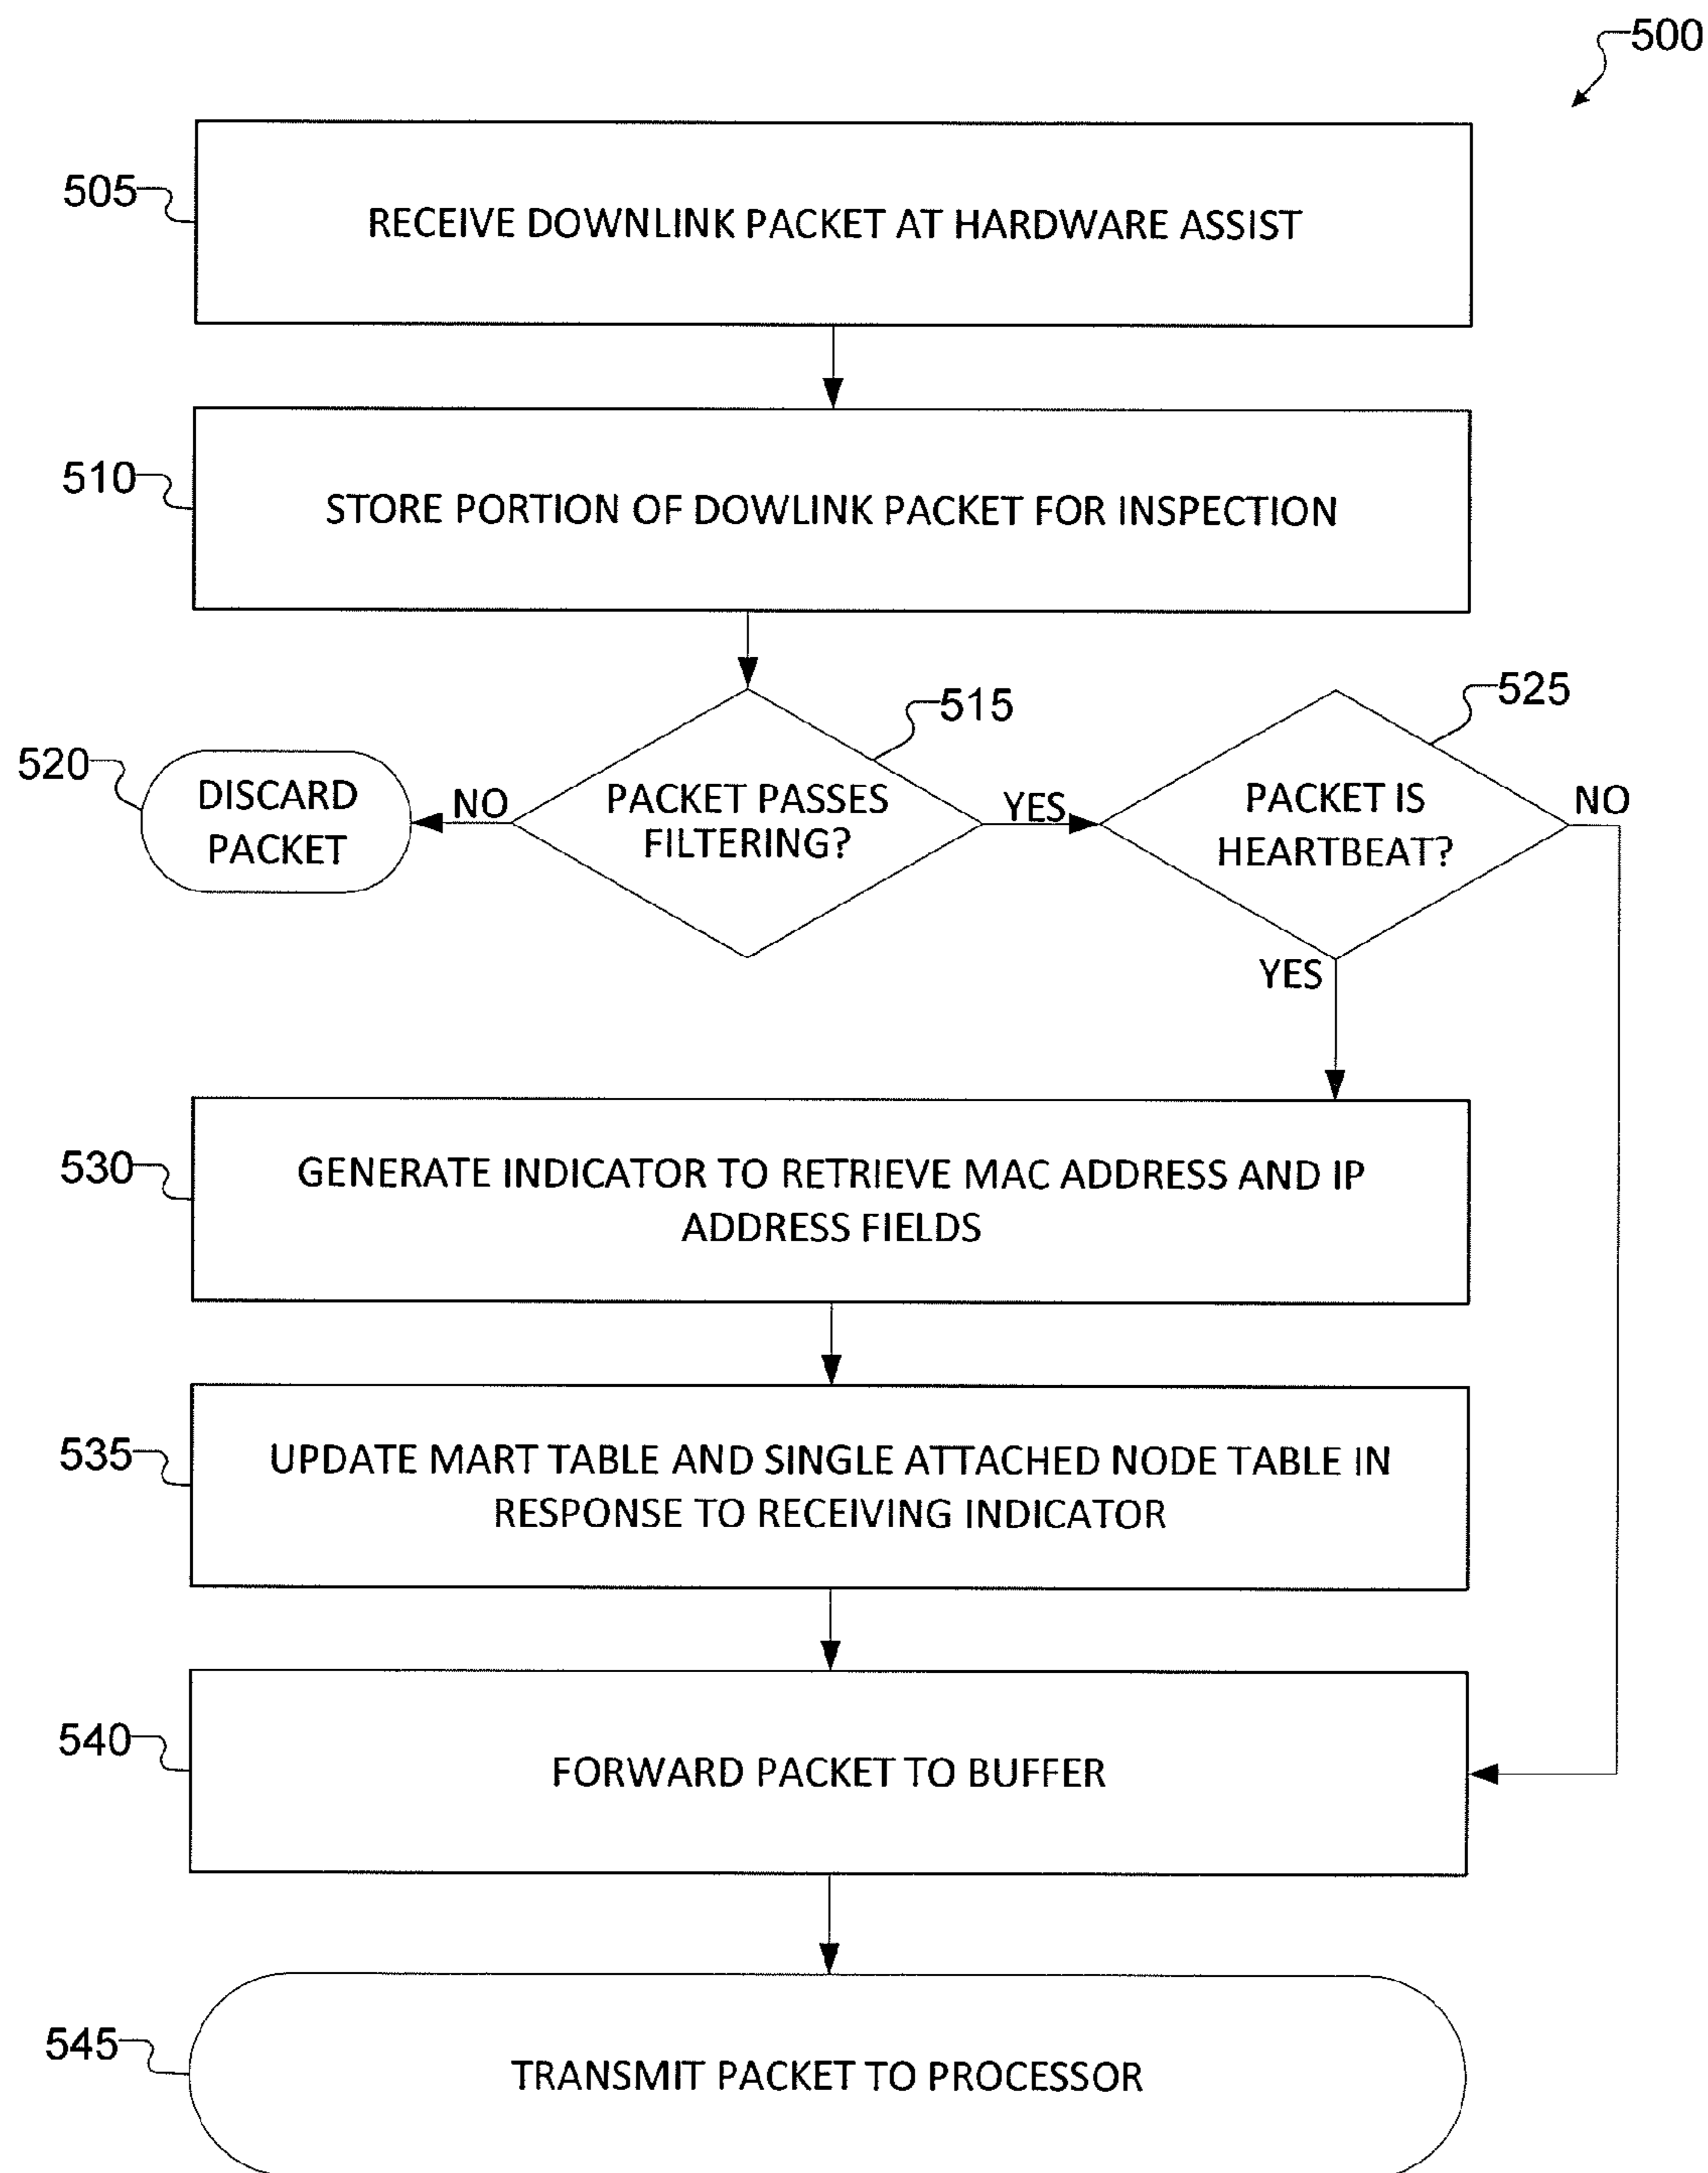 500
505
RECEIVE DOWNLINK PACKET AT HARDWARE ASSIST
510
STORE PORTION OF DOWLINK PACKET FOR INSPECTION
515
525
520
DISCARD
PACKET
NO
PACKET PASSES
FILTERING?
YES
PACKET IS
HEARTBEAT?
NO
YES
530
GENERATE INDICATOR TO RETRIEVE MAC ADDRESS AND IP
ADDRESS FIELDS
535
UPDATE MART TABLE AND SINGLE ATTACHED NODE TABLE IN
RESPONSE TO RECEIVING INDICATOR
540
FORWARD PACKET TO BUFFER
545
TRANSMIT PACKET TO PROCESSOR